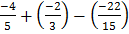 -4/5 + (-2/3) - (-22/15)